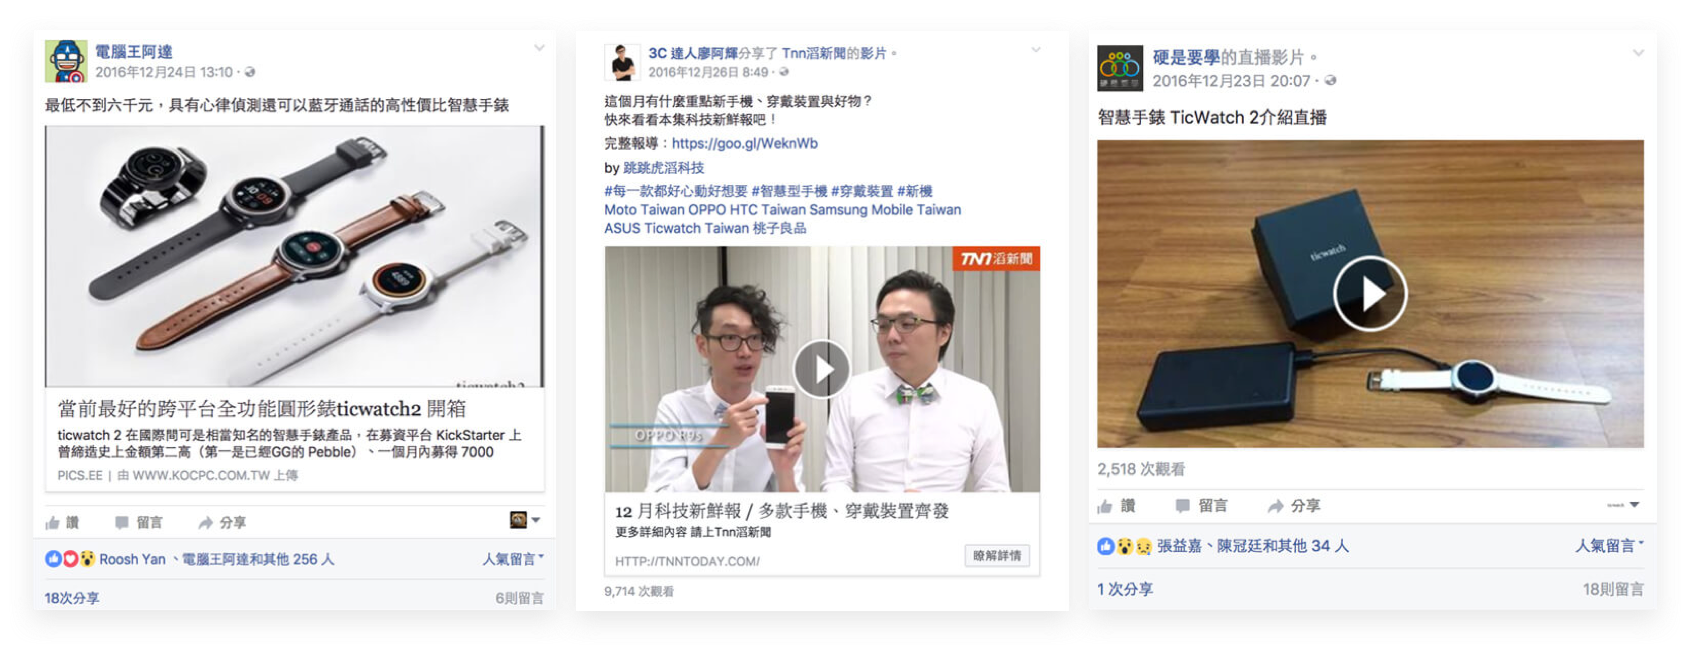 電腦王阿達
2016年12月24日 13:10
最低不到六千元，具有心律偵測還可以藍牙通話的高性價比智慧手錶
ticwatch2
當前最好的跨平台全功能圓形錶ticwatch2 開箱
ticwatch 2 在國際間可是相當知名的智慧手錶產品，在募資平台 KickStarter 上
曾締造史上金額第二高（第一是已經GG的 Pebble）、一個月內募得 7000
PICS.EE | 由 WWW.KOCPC.COM.TW 上傳
讚 留言 分享
Roosh Yan 、電腦王阿達和其他 256 人 人氣留言
18次分享 6則留言
3C 達人廖阿輝分享了 Tnn滔新聞的影片。
2016年12月26日 8:49
這個月有什麼重點新手機、穿戴裝置與好物？
快來看看本集科技新鮮報吧！
完整報導：https://goo.gl/WeknWb
by 跳跳虎滔科技
#每一款都好心動好想要 #智慧型手機 #穿戴裝置 #新機
Moto Taiwan OPPO HTC Taiwan Samsung Mobile Taiwan
ASUS Ticwatch Taiwan 桃子良品
TNN滔新聞
OPPO R9s
12 月科技新鮮報 / 多款手機、穿戴裝置齊發
更多詳細內容 請上Tnn滔新聞
HTTP://TNNTODAY.COM/
瞭解詳情
9,714 次觀看
硬是要學的直播影片。
2016年12月23日 20:07
硬是要學
智慧手錶 TicWatch 2介紹直播
ticwatch
2,518 次觀看
讚 留言 分享
張益嘉、陳冠廷和其他 34 人 人氣留言
1 次分享 18則留言